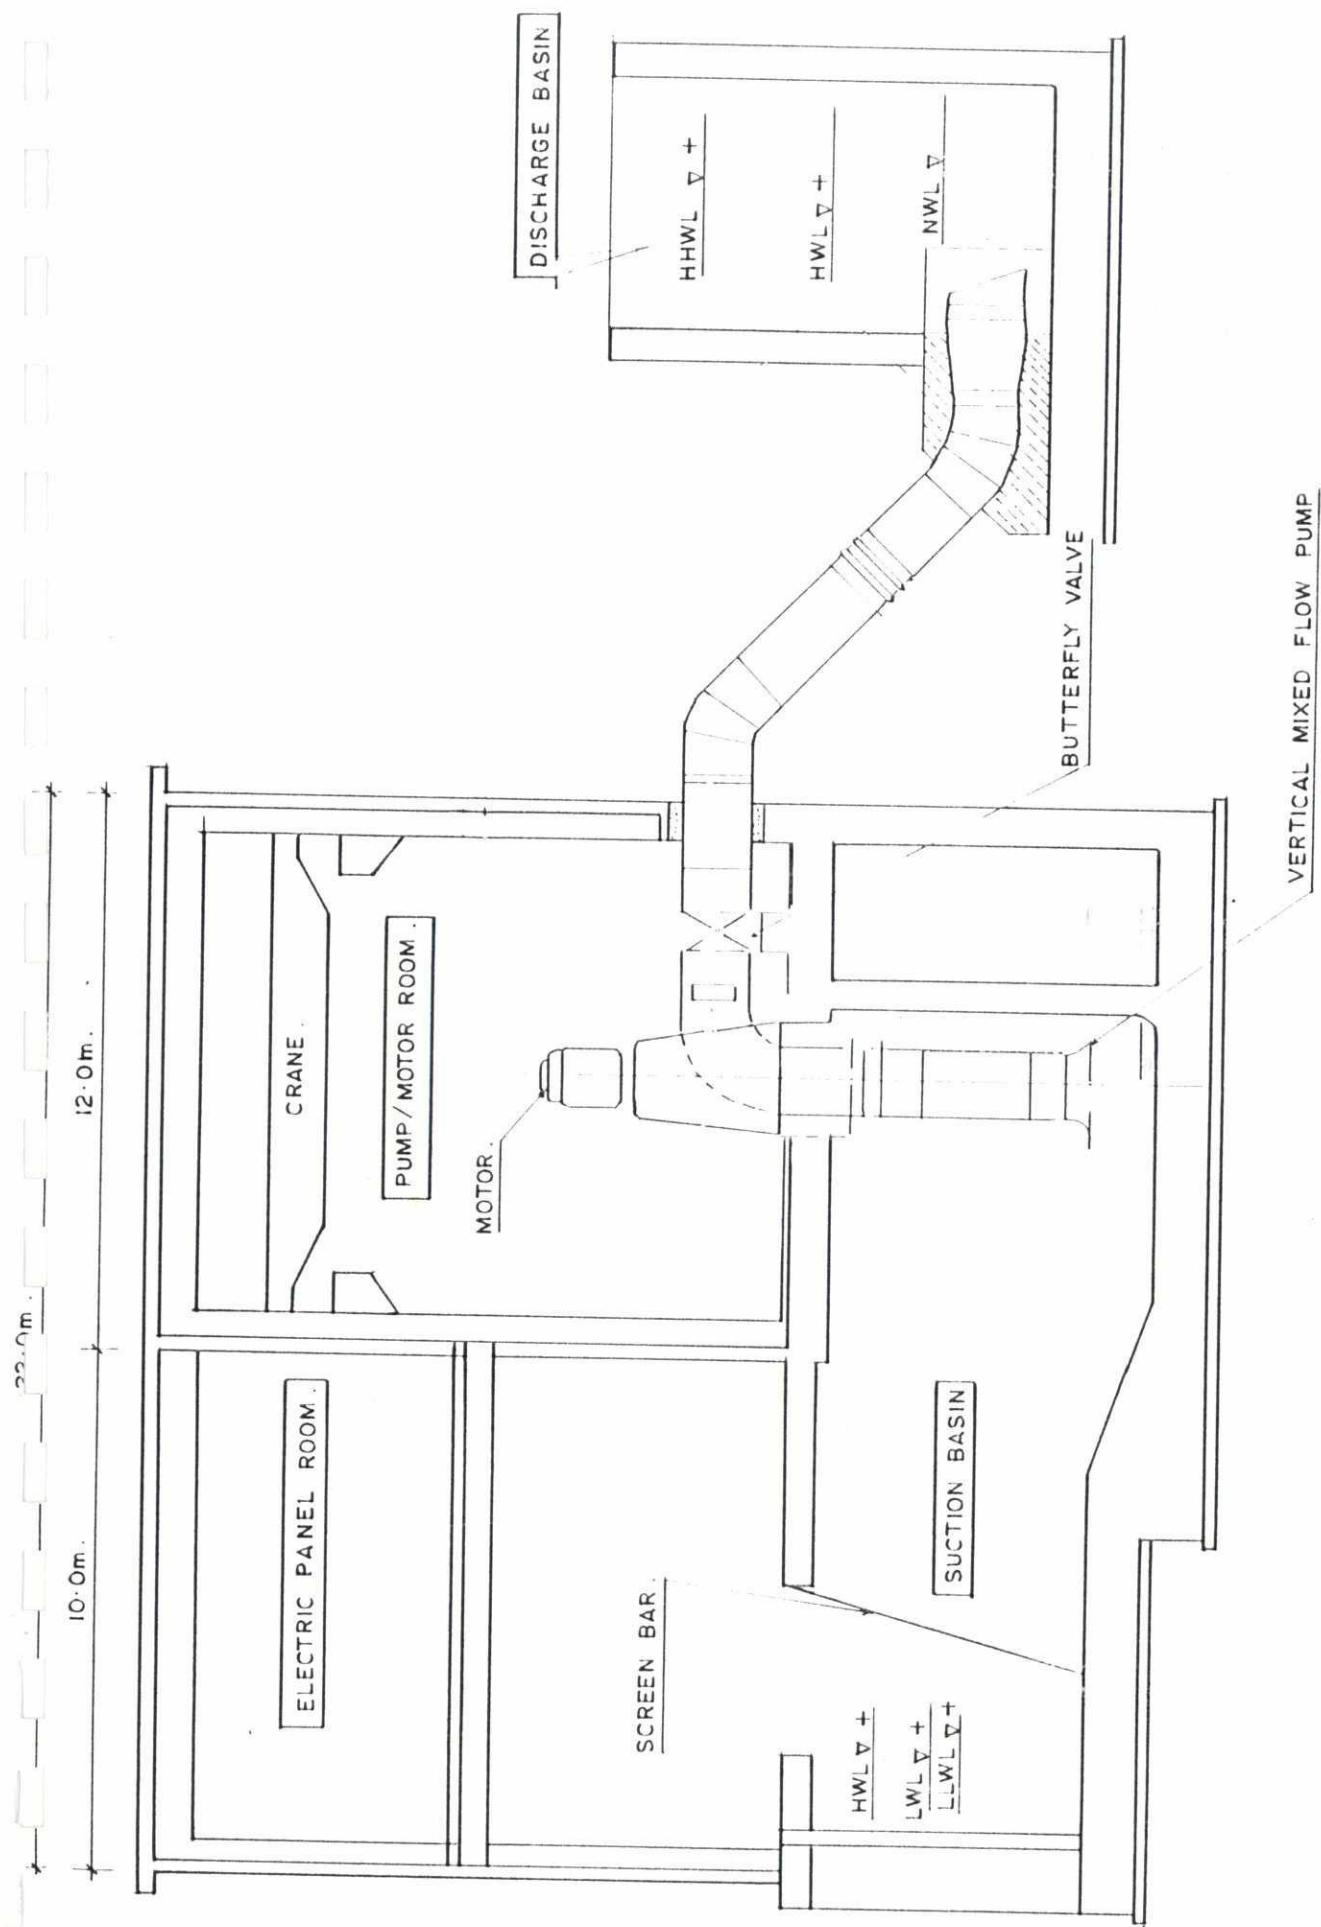 10.0m.
12.0m.
ELECTRIC PANEL ROOM.
CRANE.
PUMP/MOTOR ROOM.
MOTOR.
DISCHARGE BASIN
SCREEN BAR.
HHWL ▽ +
HWL ▽ +
NWL ▽
HWL ▽ +
LWL ▽ +
LLWL ▽ +
SUCTION BASIN
BUTTERFLY VALVE
VERTICAL MIXED FLOW PUMP